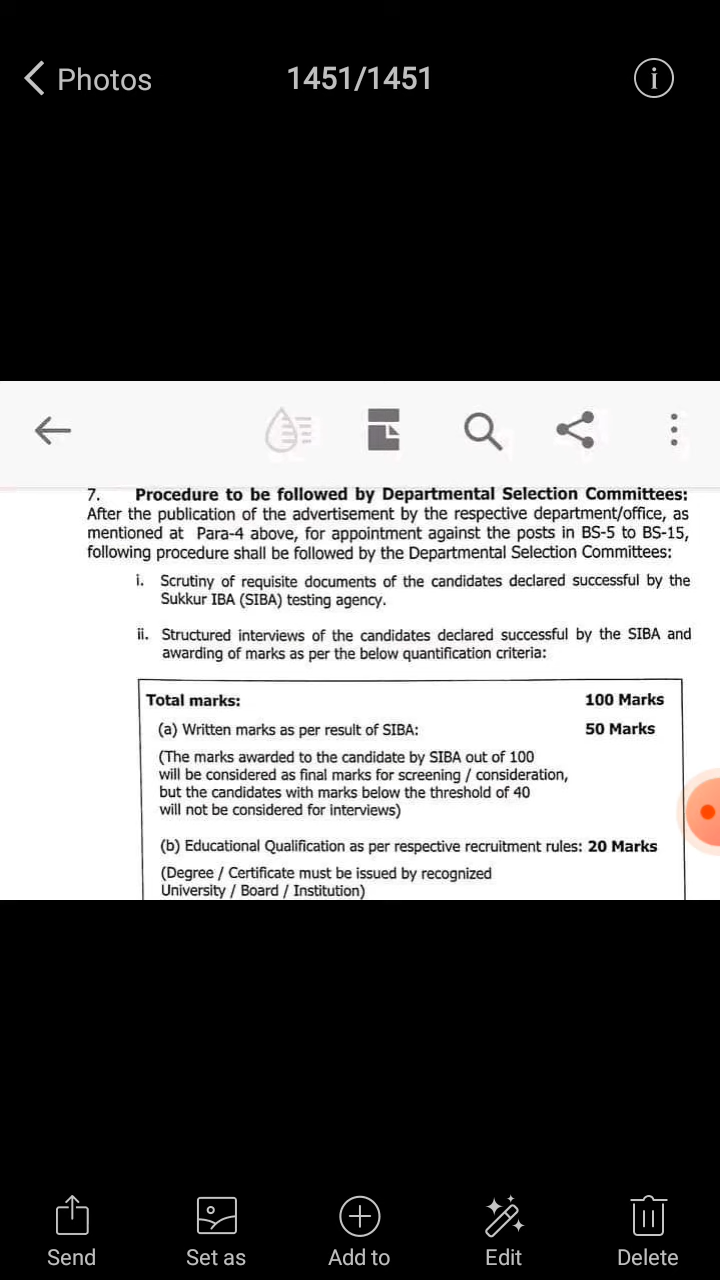 Photos 1451/1451
7. Procedure to be followed by Departmental Selection Committees:
After the publication of the advertisement by the respective department/office, as
mentioned at Para-4 above, for appointment against the posts in BS-5 to BS-15,
following procedure shall be followed by the Departmental Selection Committees:
i. Scrutiny of requisite documents of the candidates declared successful by the
Sukkur IBA (SIBA) testing agency.
ii. Structured interviews of the candidates declared successful by the SIBA and
awarding of marks as per the below quantification criteria:
Total marks: 100 Marks
(a) Written marks as per result of SIBA: 50 Marks
(The marks awarded to the candidate by SIBA out of 100
will be considered as final marks for screening / consideration,
but the candidates with marks below the threshold of 40
will not be considered for interviews)
(b) Educational Qualification as per respective recruitment rules: 20 Marks
(Degree / Certificate must be issued by recognized
University / Board / Institution)
Send Set as Add to Edit Delete